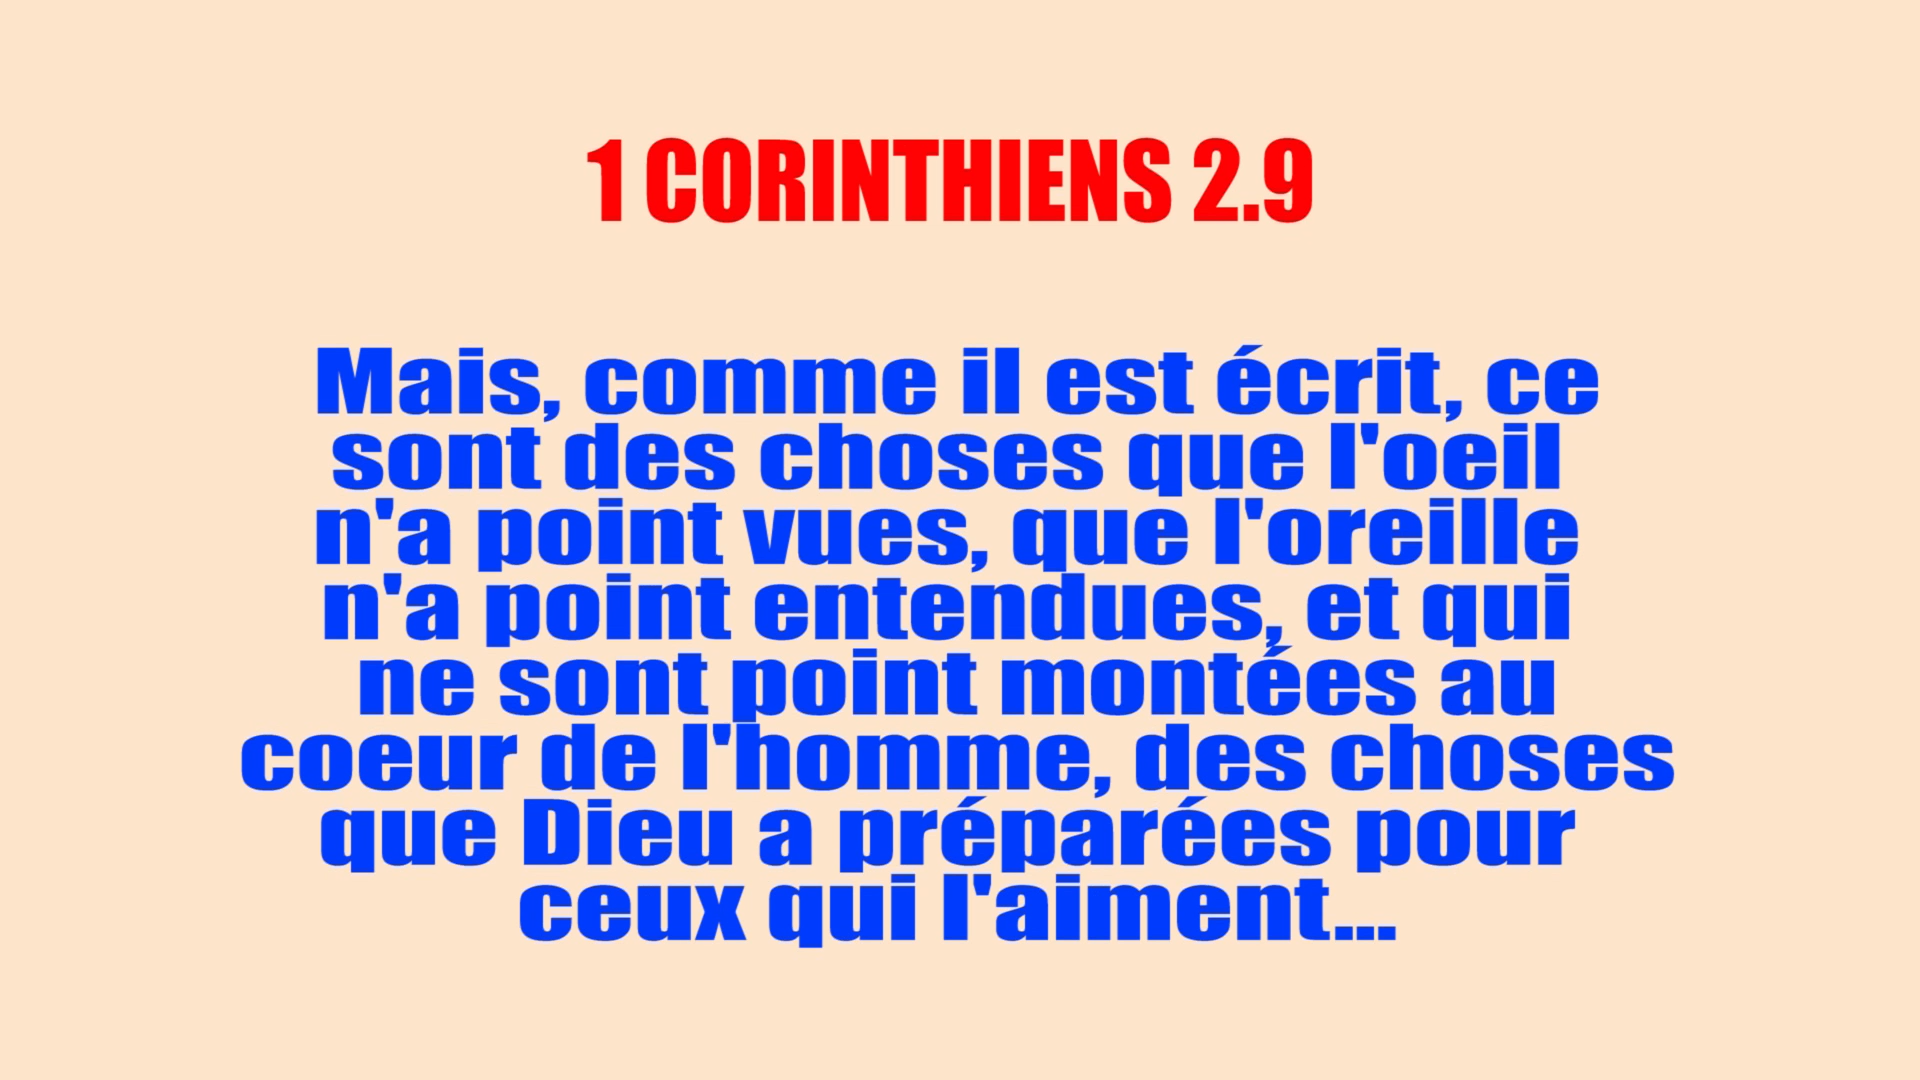 1 CORINTHIENS 2.9
Mais, comme il est écrit, ce
sont des choses que l'oeil
n'a point vues, que l'oreille
n'a point entendues, et qui
ne sont point montées au
coeur de l'homme, des choses
que Dieu a préparées pour
ceux qui l'aiment...